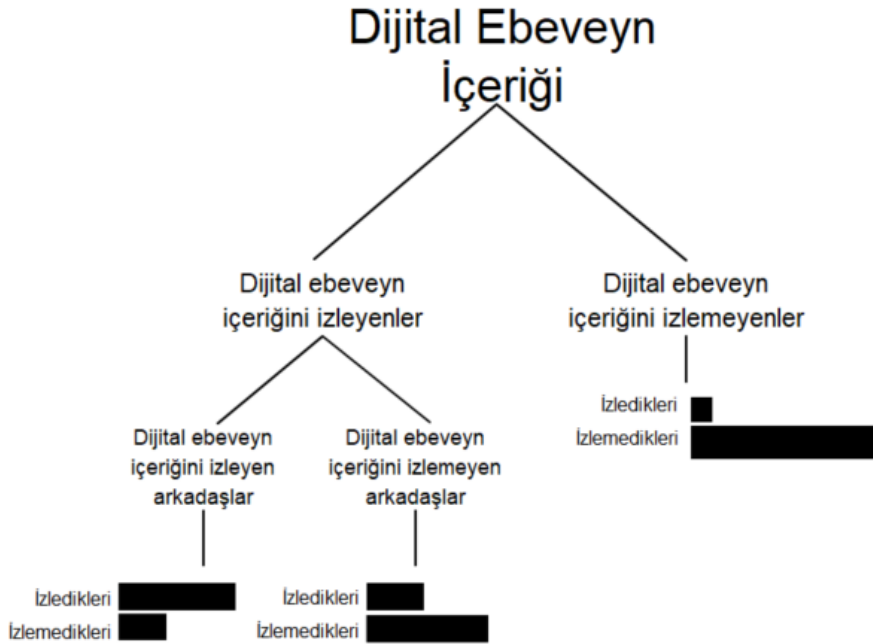 Dijital Ebeveyn
İçeriği
Dijital ebeveyn
içeriğini izleyenler
Dijital ebeveyn
içeriğini izlemeyenler
İzledikleri
İzlemedikleri
Dijital ebeveyn
içeriğini izleyen
arkadaşlar
Dijital ebeveyn
içeriğini izlemeyen
arkadaşlar
İzledikleri
İzlemedikleri
İzledikleri
İzlemedikleri